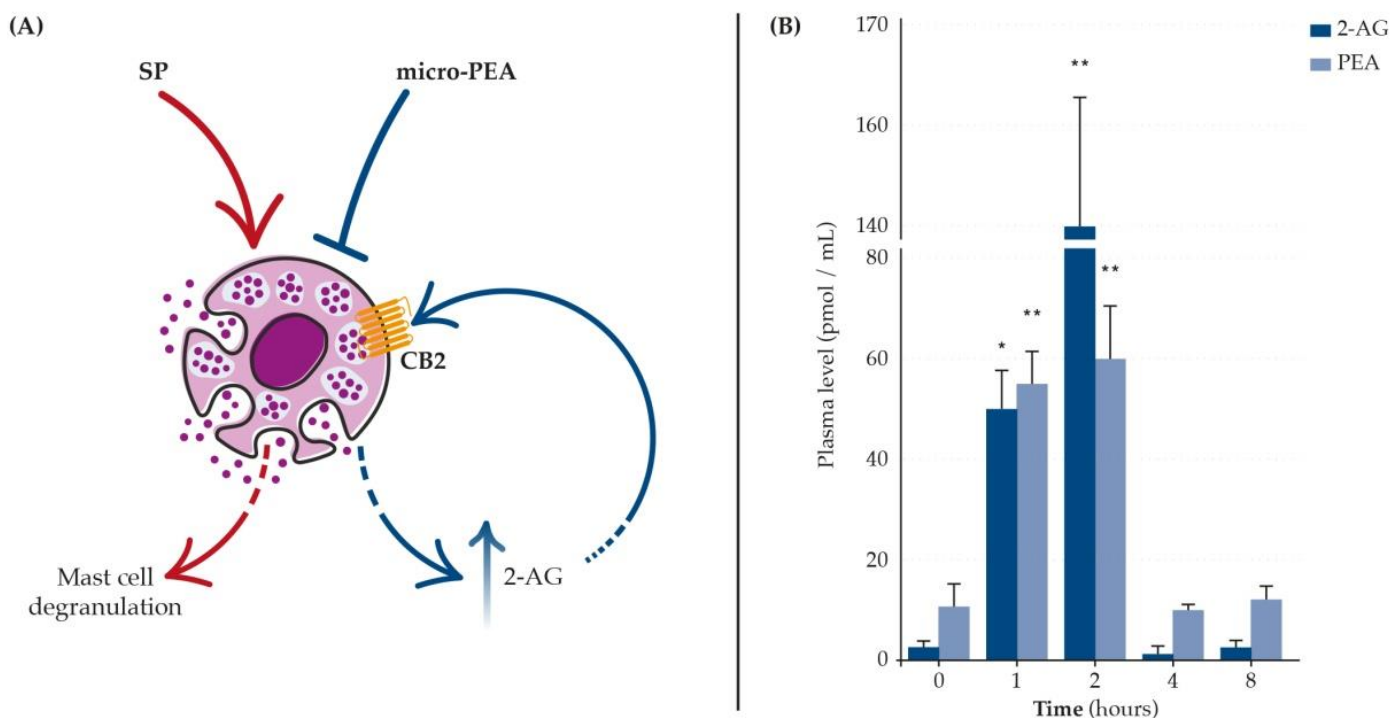 (A)
SP
micro-PEA
CB2
Mast cell
degranulation
2-AG
(B)
2-AG
PEA
Plasma level (pmol / mL)
170
160
140
80
60
40
20
0
*
**
**
**
0 1 2 4 8
Time (hours)